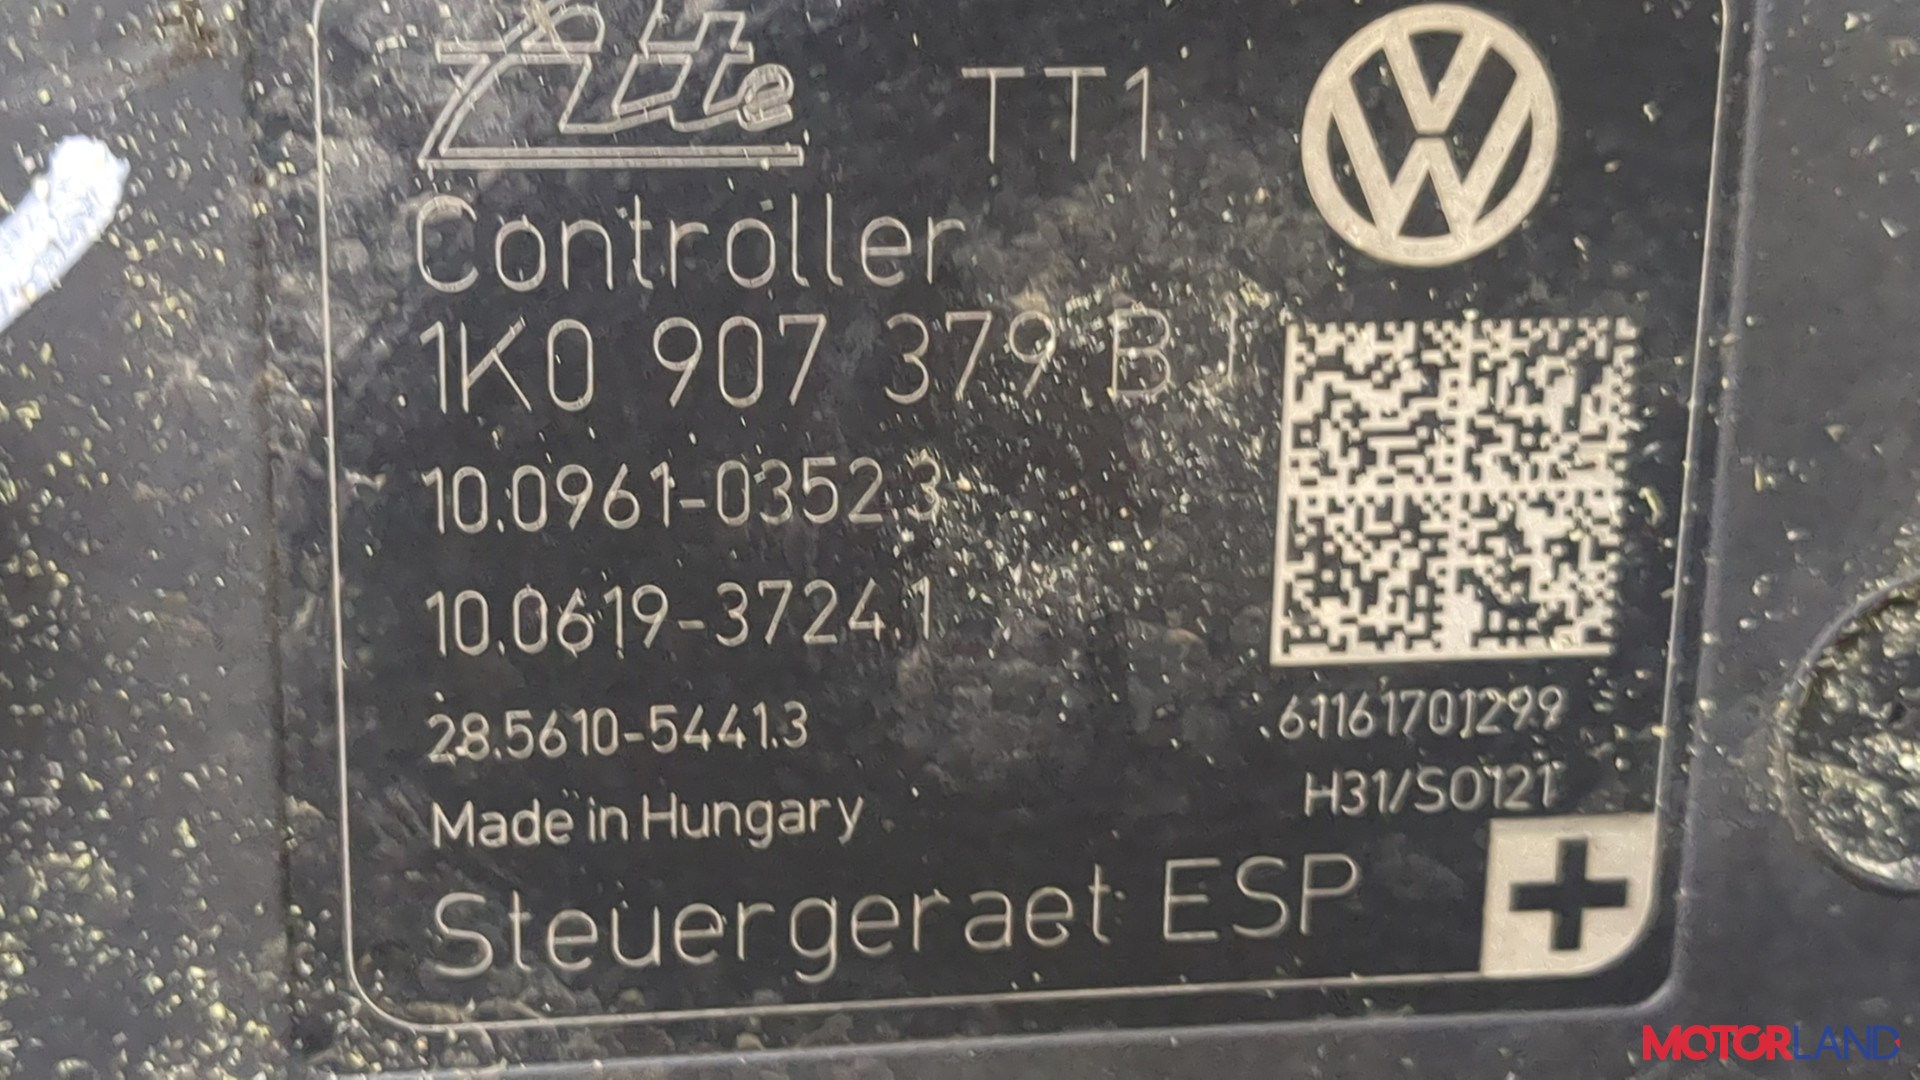 Ate
TT1
Controller
1K0 907 379 BJ
10.0961-0352.3
10.0619-3724.1
28.5610-5441.3
61161701299
Made in Hungary
H31/S0121
Steuergeraet ESP
MOTORLAND